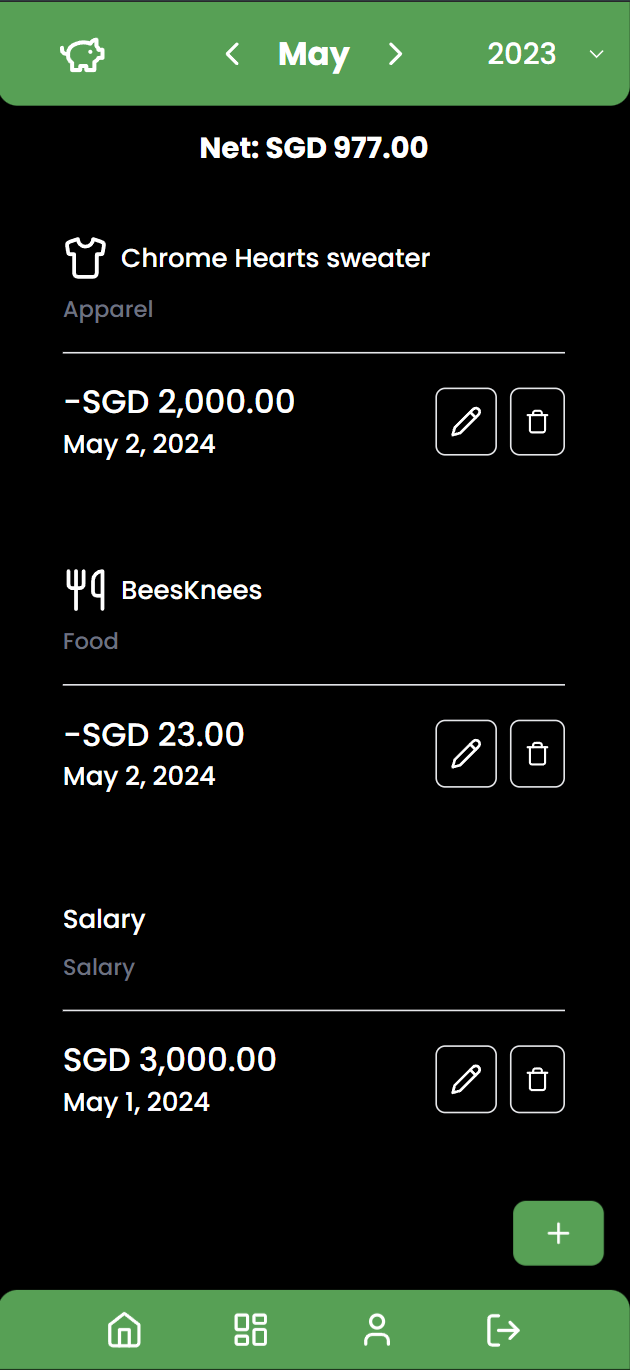 May
2023
Net: SGD 977.00
Chrome Hearts sweater
Apparel
-SGD 2,000.00
May 2, 2024
BeesKnees
Food
-SGD 23.00
May 2, 2024
Salary
Salary
SGD 3,000.00
May 1, 2024